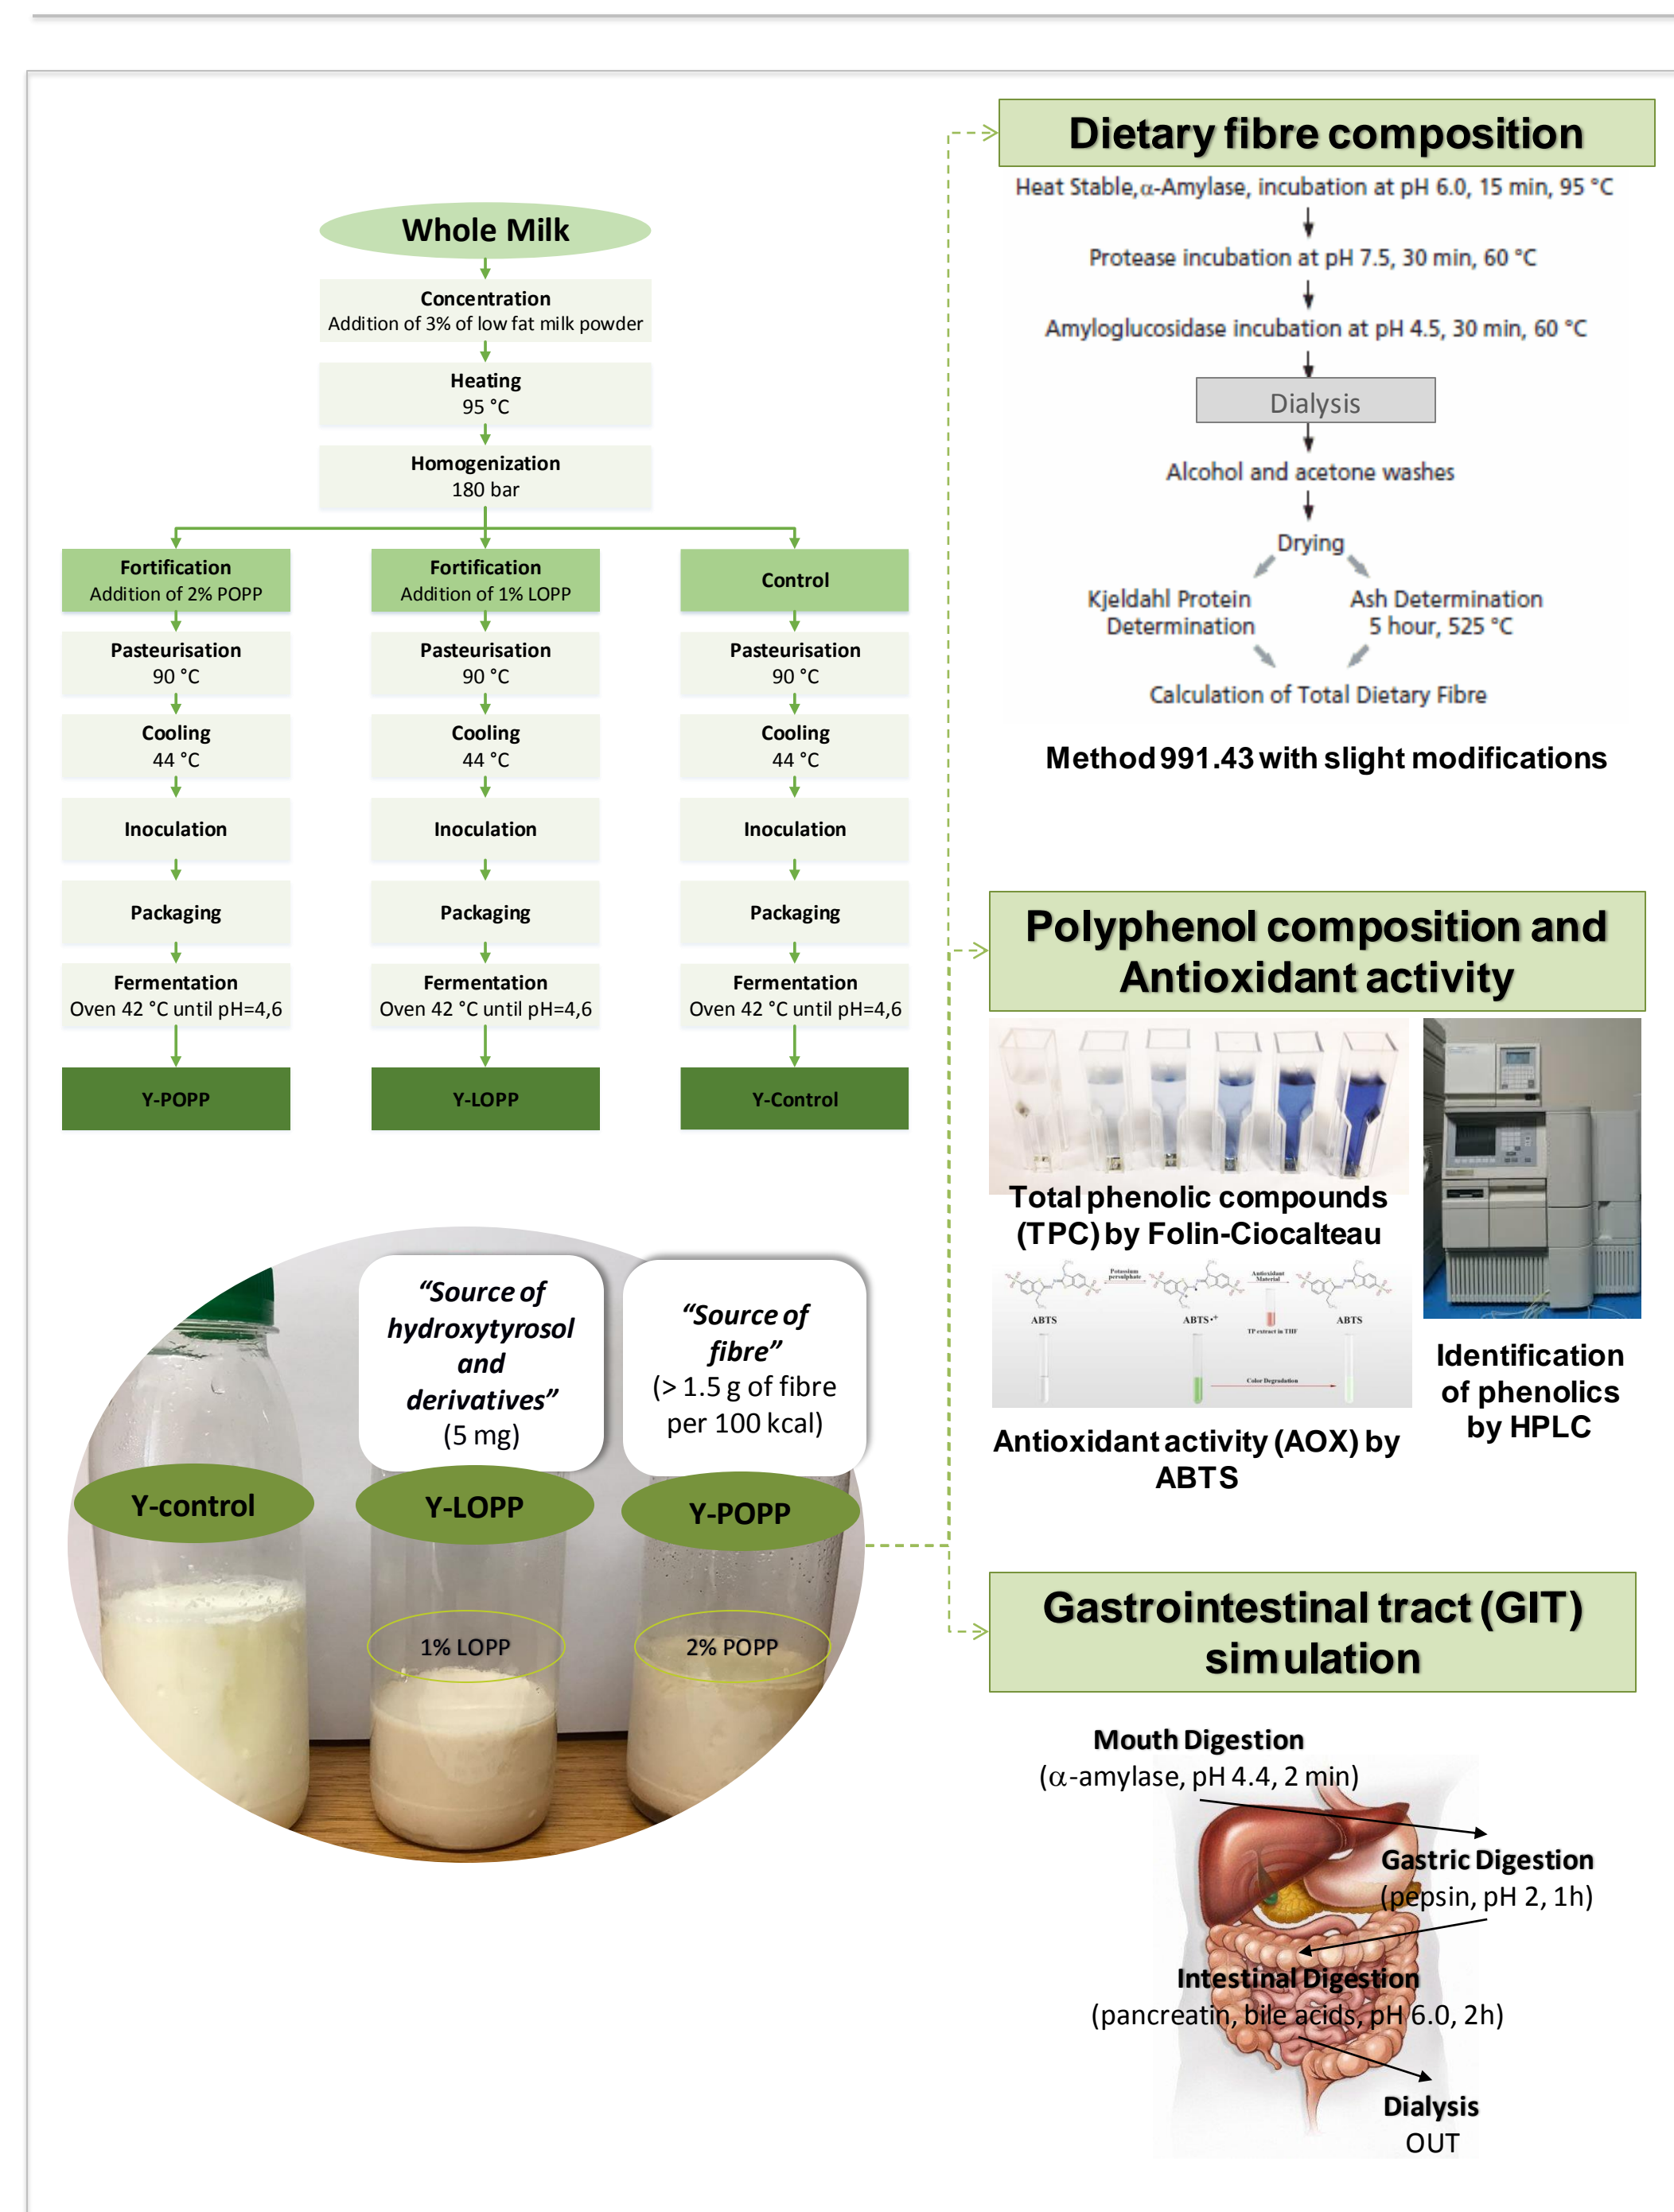 Whole Milk
Concentration
Addition of 3% of low fat milk powder
Heating
95 °C
Homogenization
180 bar
Fortification
Addition of 2% POPP
Pasteurisation
90 °C
Cooling
44 °C
Inoculation
Packaging
Fermentation
Oven 42 °C until pH=4,6
Y-POPP
Fortification
Addition of 1% LOPP
Pasteurisation
90 °C
Cooling
44 °C
Inoculation
Packaging
Fermentation
Oven 42 °C until pH=4,6
Y-LOPP
Control
Pasteurisation
90 °C
Cooling
44 °C
Inoculation
Packaging
Fermentation
Oven 42 °C until pH=4,6
Y-Control
Y-control
“Source of
hydroxytyrosol
and
derivatives”
(5 mg)
Y-LOPP
1% LOPP
“Source of
fibre”
(> 1.5 g of fibre
per 100 kcal)
Y-POPP
2% POPP
Dietary fibre composition
Heat Stable, α-Amylase, incubation at pH 6.0, 15 min, 95 °C
Protease incubation at pH 7.5, 30 min, 60 °C
Amyloglucosidase incubation at pH 4.5, 30 min, 60 °C
Dialysis
Alcohol and acetone washes
Drying
Kjeldahl Protein
Determination
Ash Determination
5 hour, 525 °C
Calculation of Total Dietary Fibre
Method 991.43 with slight modifications
Polyphenol composition and
Antioxidant activity
Total phenolic compounds
(TPC) by Folin-Ciocalteau
Potassium
persulphate
Antioxidant
Material
ABTS
ABTS•+
TP extract in THF
ABTS
Color Degradation
Antioxidant activity (AOX) by
ABTS
Identification
of phenolics
by HPLC
Gastrointestinal tract (GIT)
simulation
Mouth Digestion
(α-amylase, pH 4.4, 2 min)
Gastric Digestion
(pepsin, pH 2, 1h)
Intestinal Digestion
(pancreatin, bile acids, pH 6.0, 2h)
Dialysis
OUT